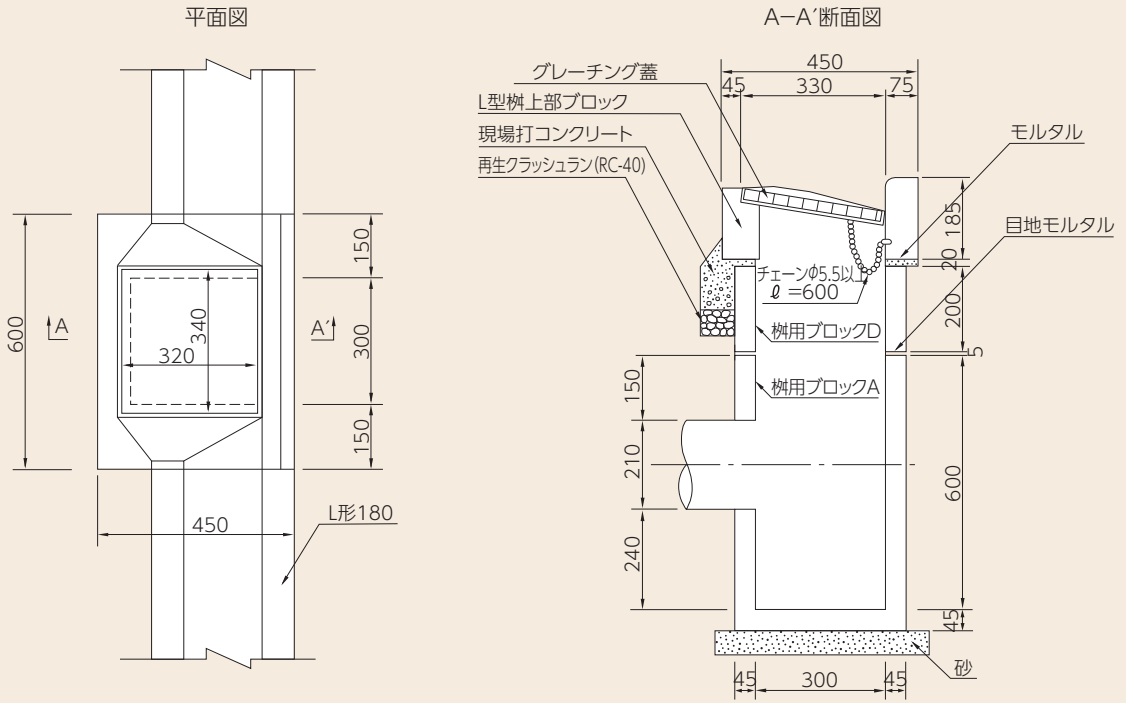 平面図
600
A
A´
340
320
150
300
150
450
L形180
A−A´断面図
450
45
330
75
グレーチング蓋
L型桝上部ブロック
現場打コンクリート
再生クラッシュラン(RC-40)
モルタル
目地モルタル
185
20
200
5
チェーンφ5.5以上
ℓ =600
桝用ブロックD
桝用ブロックA
150
210
240
600
45
砂
45
300
45